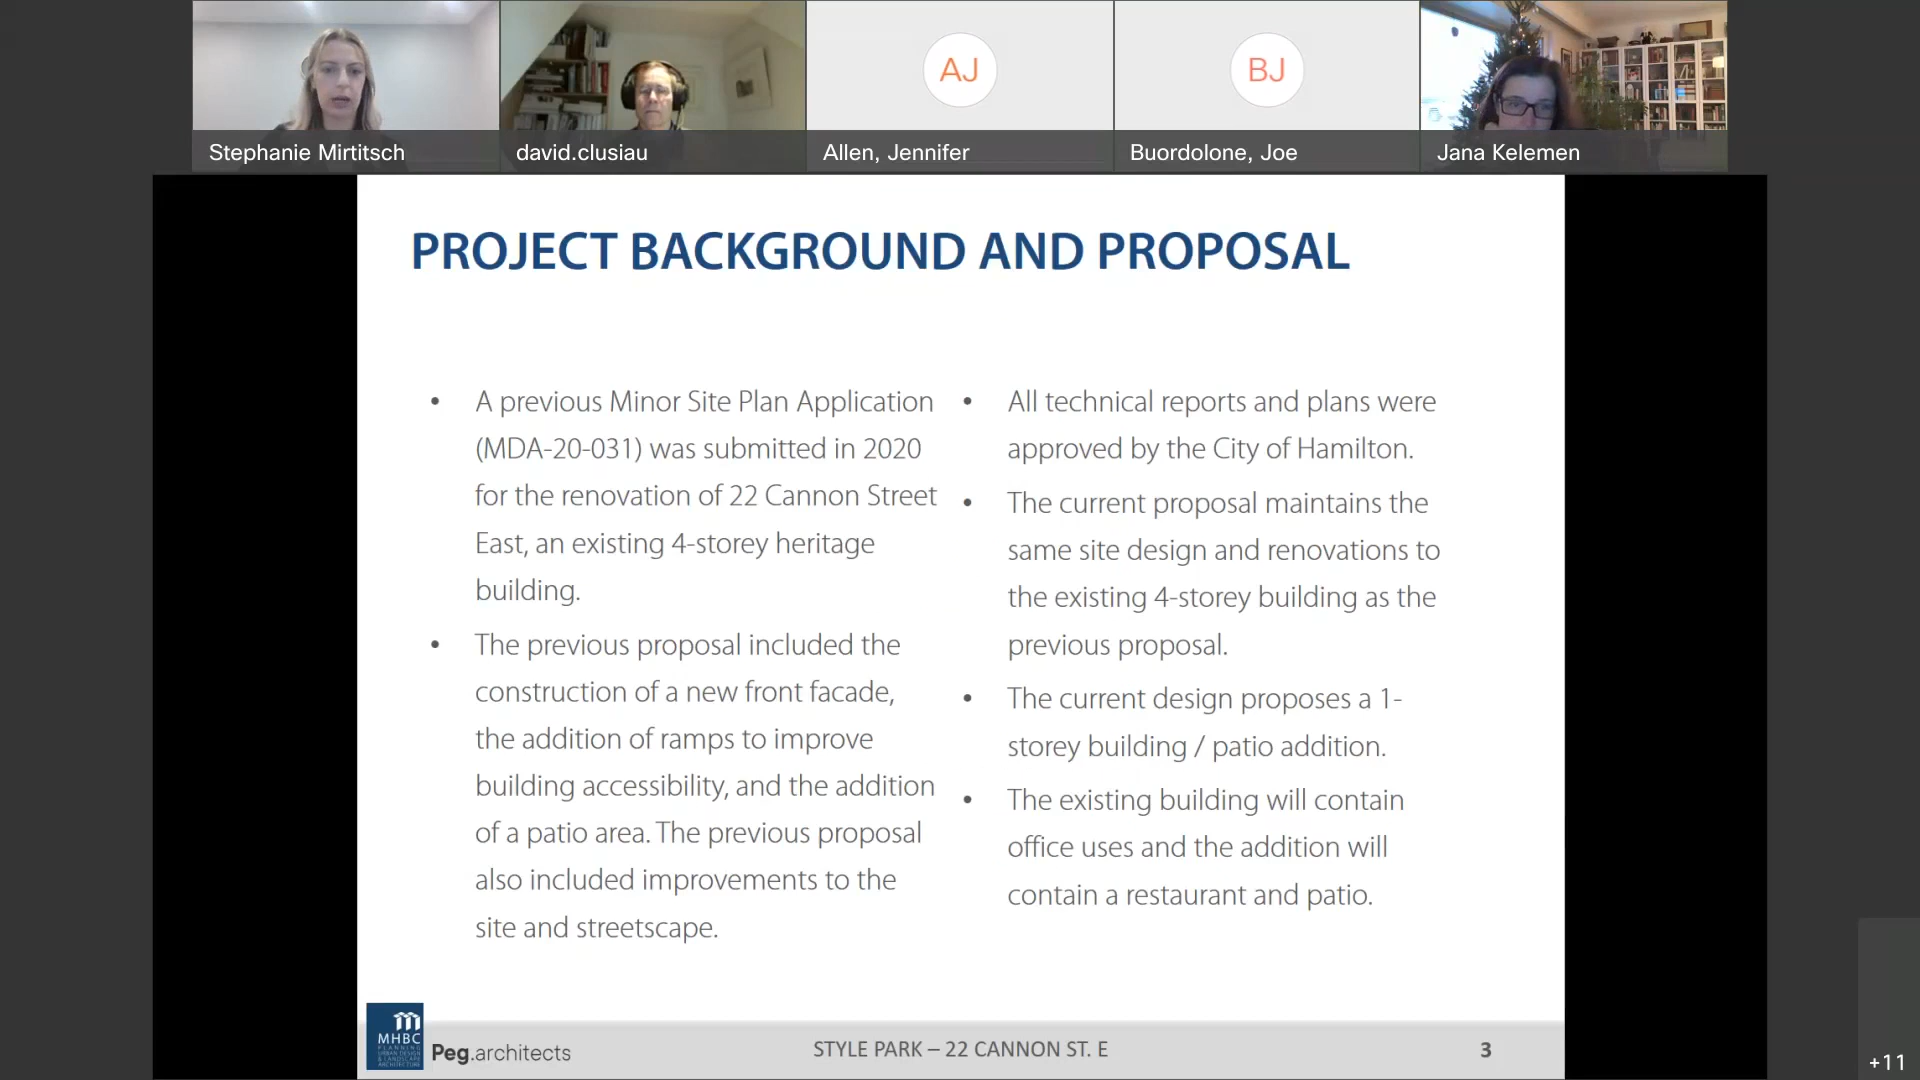 AJ
BJ
Stephanie Mirtitsch
david.clusiau
Allen, Jennifer
Buordolone, Joe
Jana Kelemen
PROJECT BACKGROUND AND PROPOSAL
• A previous Minor Site Plan Application
(MDA-20-031) was submitted in 2020
for the renovation of 22 Cannon Street
East, an existing 4-storey heritage
building.
• The previous proposal included the
construction of a new front facade,
the addition of ramps to improve
building accessibility, and the addition
of a patio area. The previous proposal
also included improvements to the
site and streetscape.
• All technical reports and plans were
approved by the City of Hamilton.
• The current proposal maintains the
same site design and renovations to
the existing 4-storey building as the
previous proposal.
• The current design proposes a 1-
storey building / patio addition.
• The existing building will contain
office uses and the addition will
contain a restaurant and patio.
MHBC
PLANNING
URBAN DESIGN
& LANDSCAPE
ARCHITECTURE
Peg.architects
STYLE PARK – 22 CANNON ST. E
3
+11